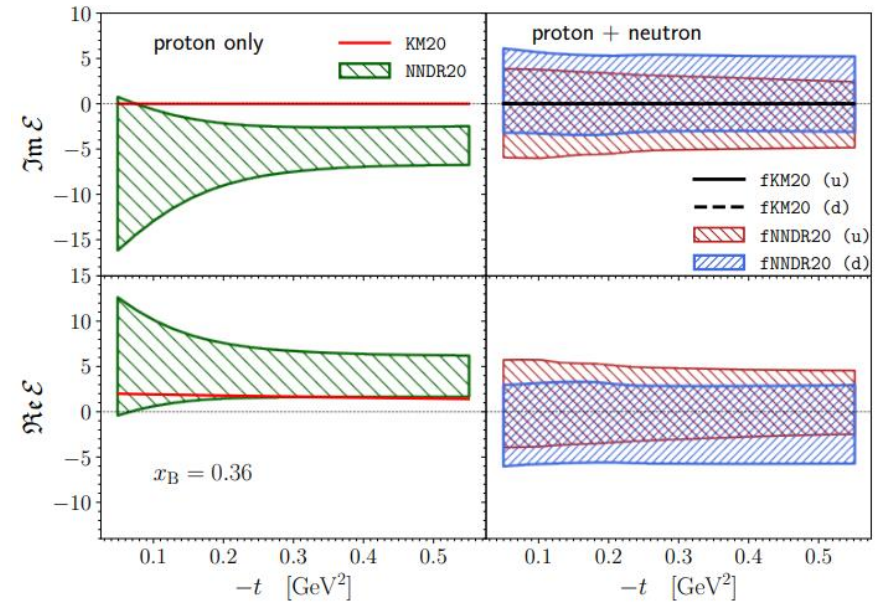 proton only
KM20
NNDR20
proton + neutron
fKM20 (u)
fKM20 (d)
fNNDR20 (u)
fNNDR20 (d)
ℑm ℰ
10
5
0
−5
−10
−15
ℜe ℰ
15
10
5
0
−5
−10
x_B = 0.36
0.1 0.2 0.3 0.4 0.5
0.1 0.2 0.3 0.4 0.5
−t [GeV²]
−t [GeV²]